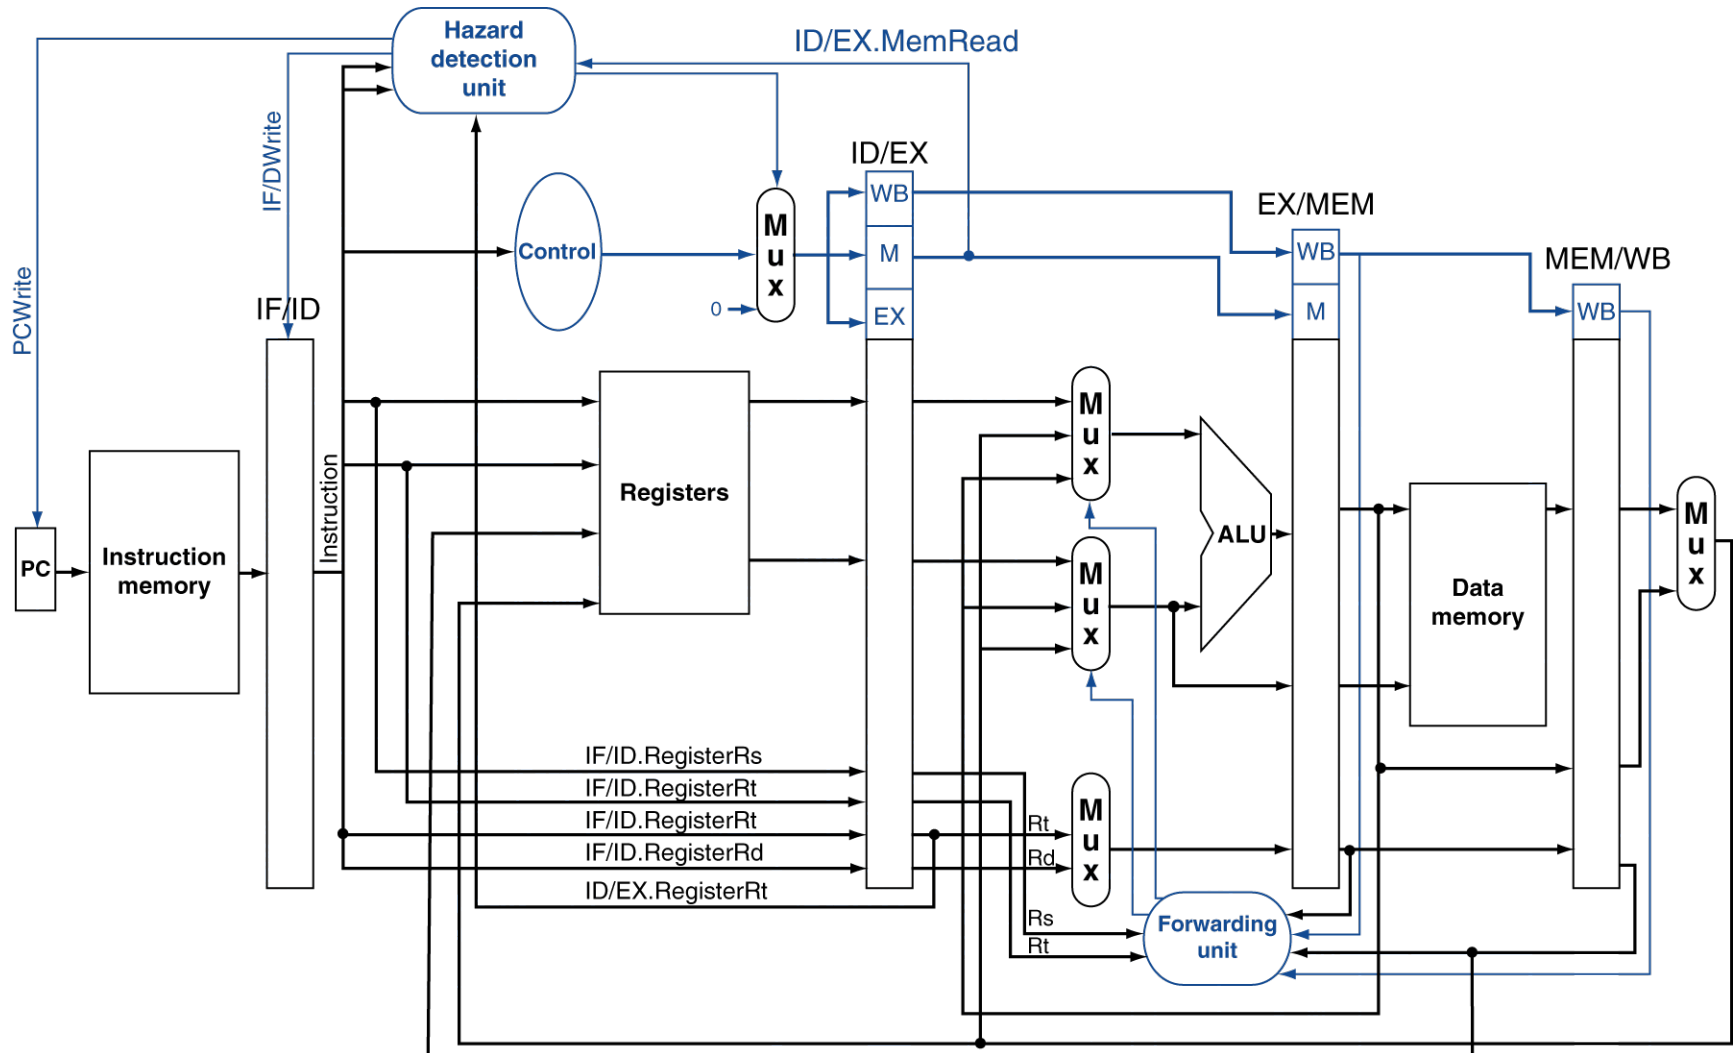 Hazard
detection
unit
ID/EX.MemRead
IF/DWrite
PCWrite
ID/EX
WB
M
EX
EX/MEM
WB
M
MEM/WB
WB
Control
M
u
x
0
IF/ID
Instruction
PC
Instruction
memory
Registers
M
u
x
M
u
x
ALU
Data
memory
M
u
x
IF/ID.RegisterRs
IF/ID.RegisterRt
IF/ID.RegisterRt
IF/ID.RegisterRd
ID/EX.RegisterRt
Rt
Rd
M
u
x
Rs
Rt
Forwarding
unit